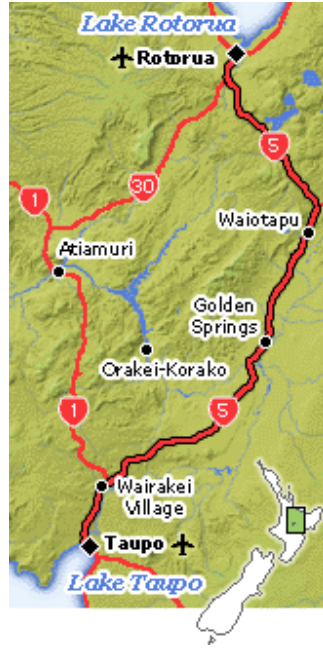 Lake Rotorua
Rotorua
5
1
30
Waiotapu
Atiamuri
Golden
Springs
Orakei-Korako
1
5
Wairakei
Village
Taupo
Lake Taupo